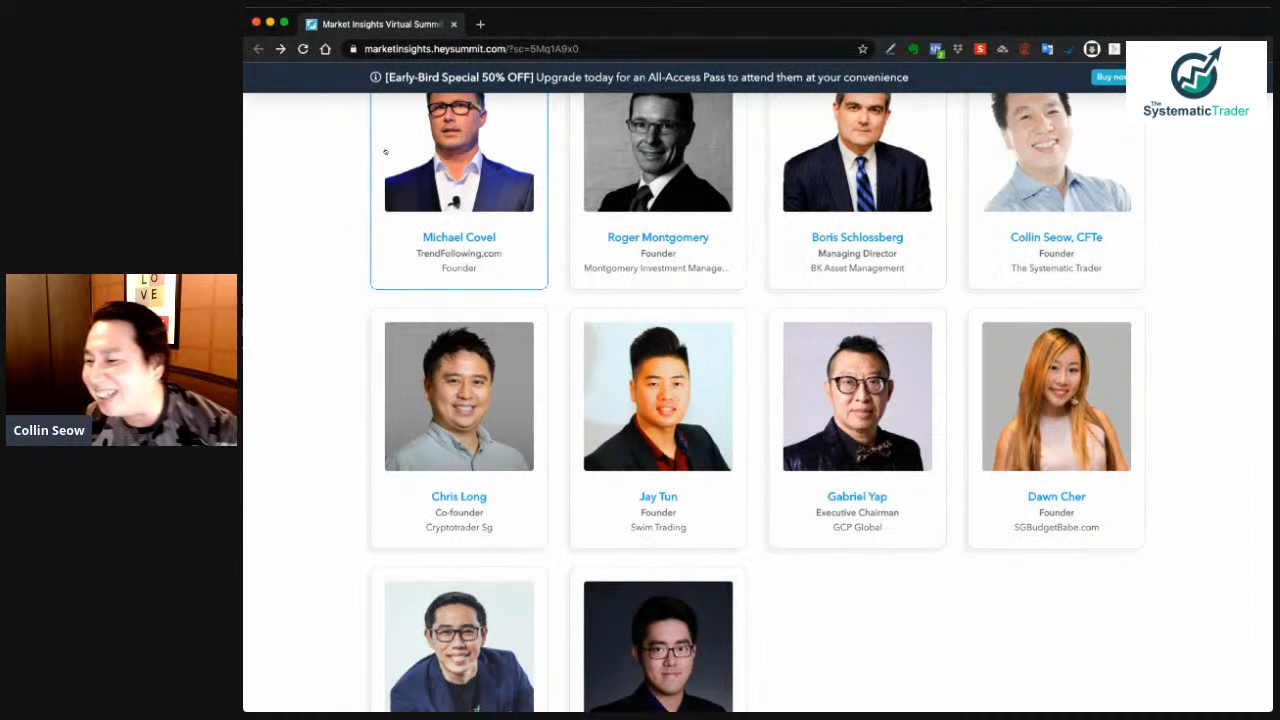 Market Insights Virtual Summi
marketinsights.heysummit.com/?sc=5Mq1A9x0
[Early-Bird Special 50% OFF] Upgrade today for an All-Access Pass to attend them at your convenience
Buy now
The
SystematicTrader
Michael Covel
TrendFollowing.com
Founder
Roger Montgomery
Founder
Montgomery Investment Manage...
Boris Schlossberg
Managing Director
BK Asset Management
Collin Seow, CFTe
Founder
The Systematic Trader
LO
VE
Collin Seow
Chris Long
Co-founder
Cryptotrader Sg
Jay Tun
Founder
Swim Trading
Gabriel Yap
Executive Chairman
GCP Global
Dawn Cher
Founder
SGBudgetBabe.com